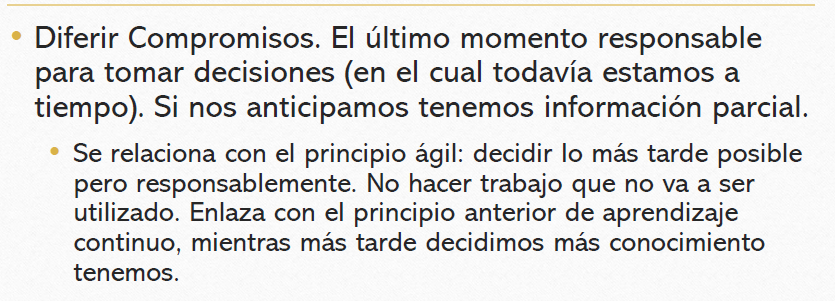 • Diferir Compromisos. El último momento responsable
para tomar decisiones (en el cual todavía estamos a
tiempo). Si nos anticipamos tenemos información parcial.
• Se relaciona con el principio ágil: decidir lo más tarde posible
pero responsablemente. No hacer trabajo que no va a ser
utilizado. Enlaza con el principio anterior de aprendizaje
continuo, mientras más tarde decidimos más conocimiento
tenemos.